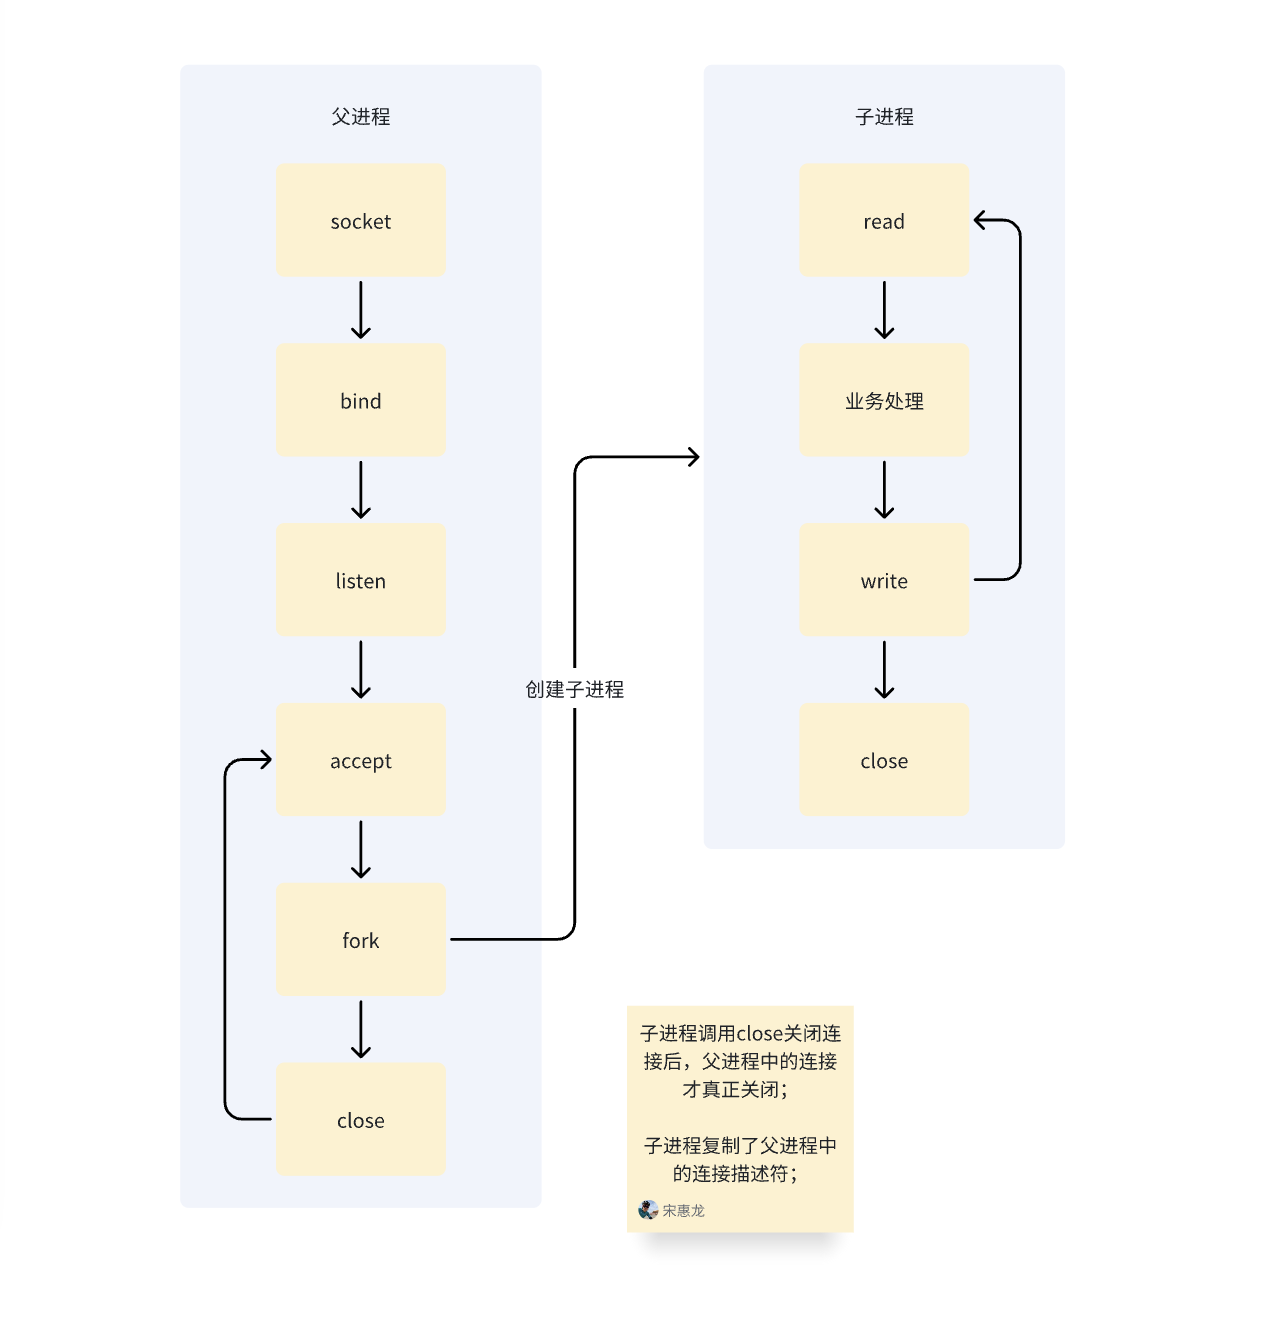 父进程
socket
bind
listen
accept
fork
close
创建子进程
子进程
read
业务处理
write
close
子进程调用close关闭连
接后，父进程中的连接
才真正关闭；
子进程复制了父进程中
的连接描述符；
宋惠龙